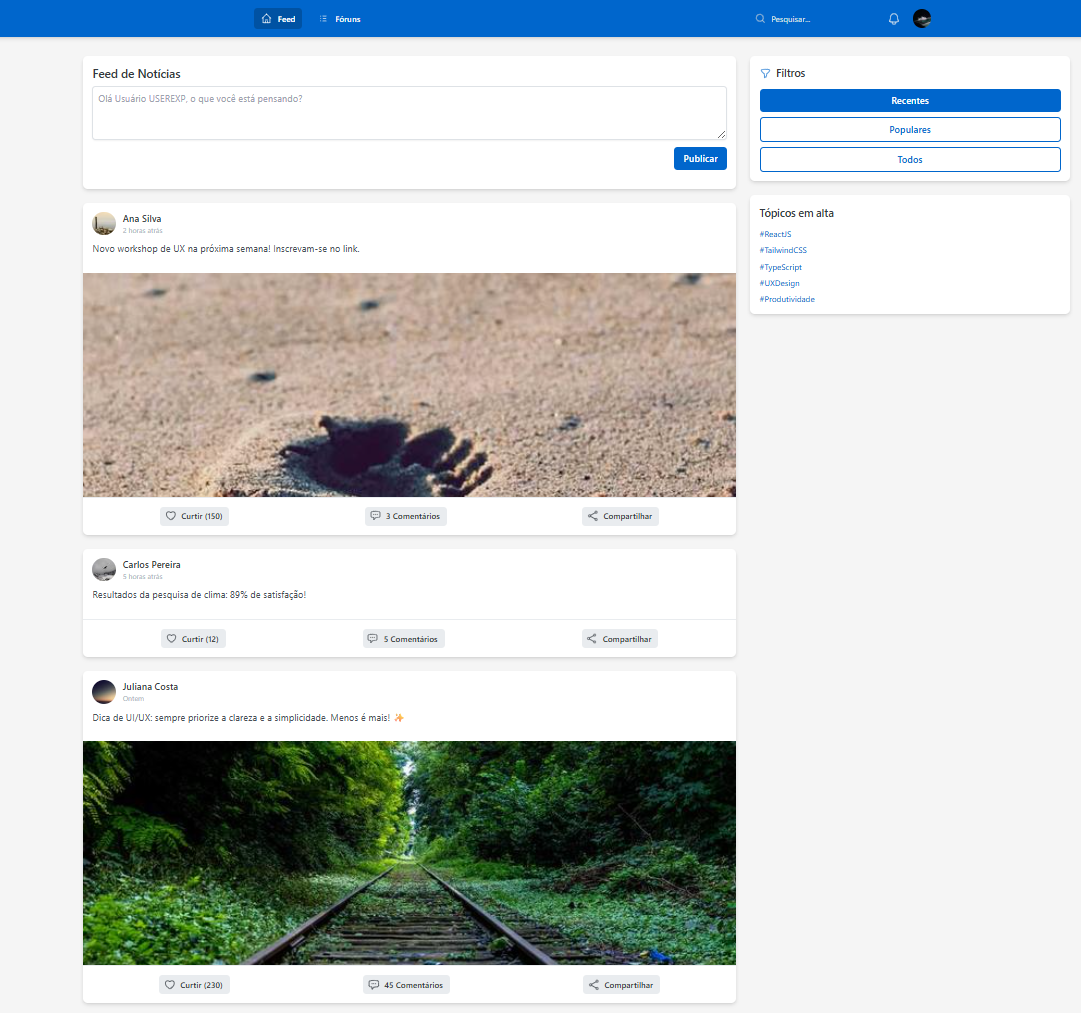 Feed
Fóruns
Pesquisar...
Feed de Notícias
Olá Usuário USEREXP, o que você está pensando?
Publicar
Ana Silva
2 horas atrás
Novo workshop de UX na próxima semana! Inscrevam-se no link.
Curtir (150)
3 Comentários
Compartilhar
Carlos Pereira
5 horas atrás
Resultados da pesquisa de clima: 89% de satisfação!
Curtir (12)
5 Comentários
Compartilhar
Juliana Costa
Ontem
Dica de UI/UX: sempre priorize a clareza e a simplicidade. Menos é mais! ✨
Curtir (230)
45 Comentários
Compartilhar
Filtros
Recentes
Populares
Todos
Tópicos em alta
#ReactJS
#TailwindCSS
#TypeScript
#UXDesign
#Produtividade